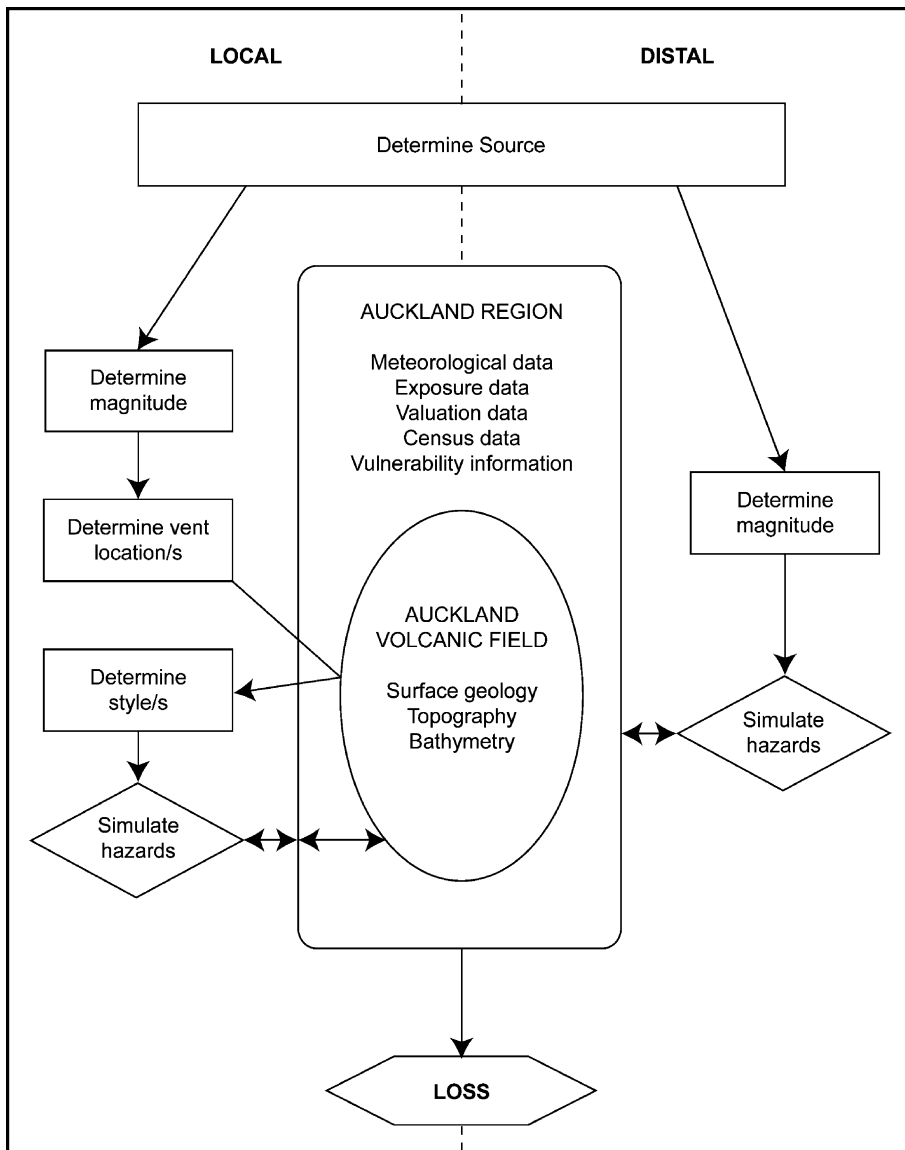 LOCAL
DISTAL
Determine Source
AUCKLAND REGION
Meteorological data
Exposure data
Valuation data
Census data
Vulnerability information
Determine
magnitude
Determine vent
location/s
Determine
style/s
Simulate
hazards
AUCKLAND
VOLCANIC FIELD
Surface geology
Topography
Bathymetry
Determine
magnitude
Simulate
hazards
LOSS